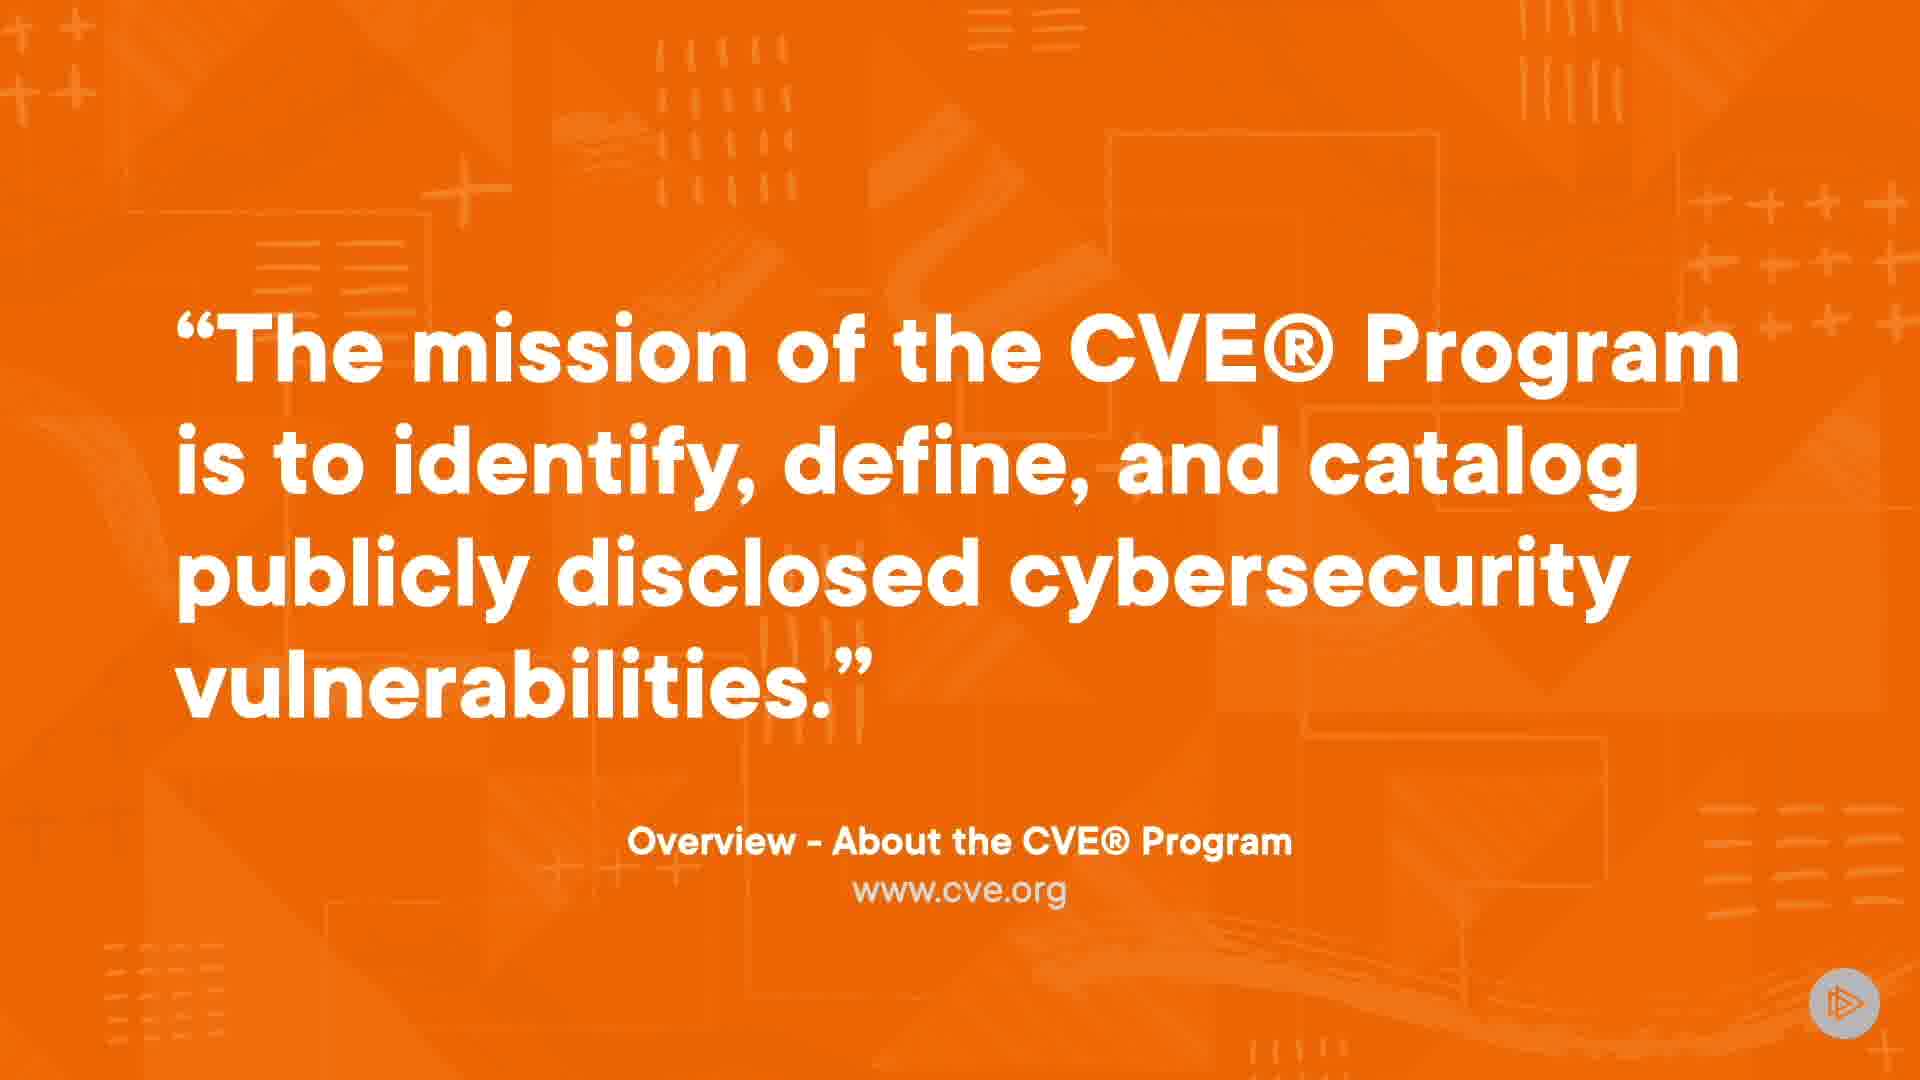 “The mission of the CVE® Program
is to identify, define, and catalog
publicly disclosed cybersecurity
vulnerabilities.”
Overview - About the CVE® Program
www.cve.org